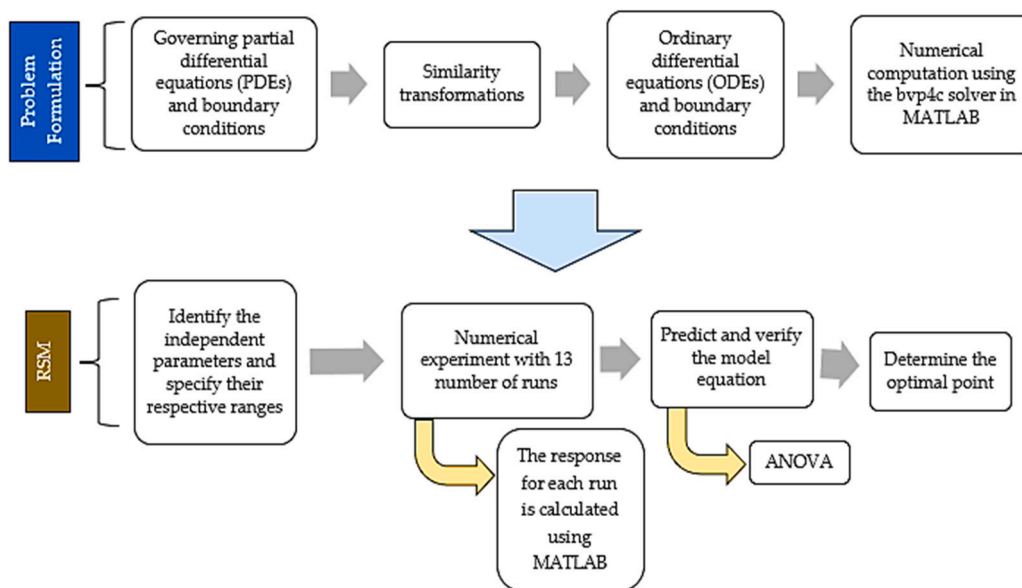 Problem
Formulation
Governing partial
differential
equations (PDEs)
and boundary
conditions
Similarity
transformations
Ordinary
differential
equations (ODEs)
and boundary
conditions
Numerical
computation using
the bvp4c solver in
MATLAB
RSM
Identify the
independent
parameters and
specify their
respective ranges
Numerical
experiment with 13
number of runs
The response
for each run
is calculated
using
MATLAB
Predict and verify
the model
equation
ANOVA
Determine the
optimal point